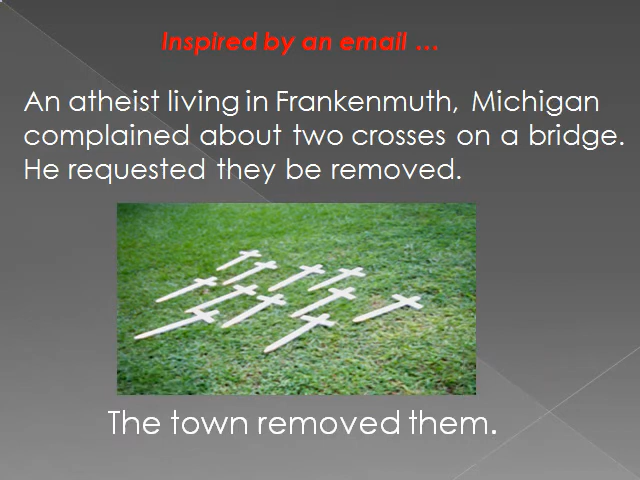 Inspired by an email …
An atheist living in Frankenmuth, Michigan
complained about two crosses on a bridge.
He requested they be removed.
The town removed them.